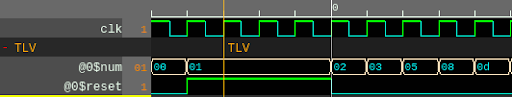 0
clk 1
- TLV TLV
@0$num 01 00 01 02 03 05 08 0d
@0$reset 1